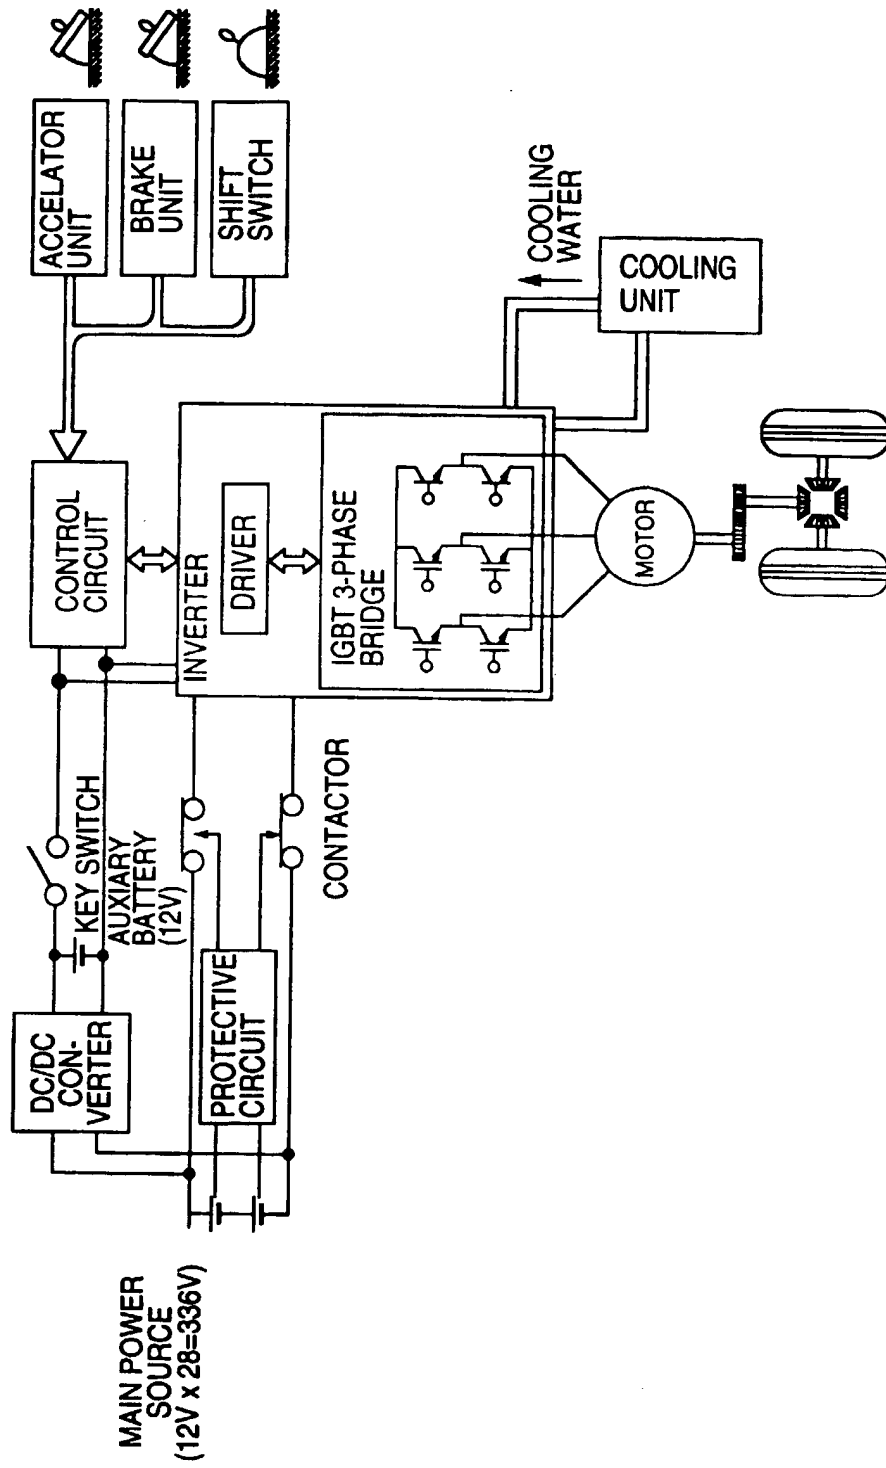 ACCELATOR
UNIT
BRAKE
UNIT
SHIFT
SWITCH
CONTROL
CIRCUIT
KEY SWITCH
AUXIARY
BATTERY
(12V)
DC/DC
CON-
VERTER
MAIN POWER
SOURCE
(12V x 28=336V)
PROTECTIVE
CIRCUIT
CONTACTOR
INVERTER
DRIVER
IGBT 3-PHASE
BRIDGE
COOLING
WATER
COOLING
UNIT
MOTOR